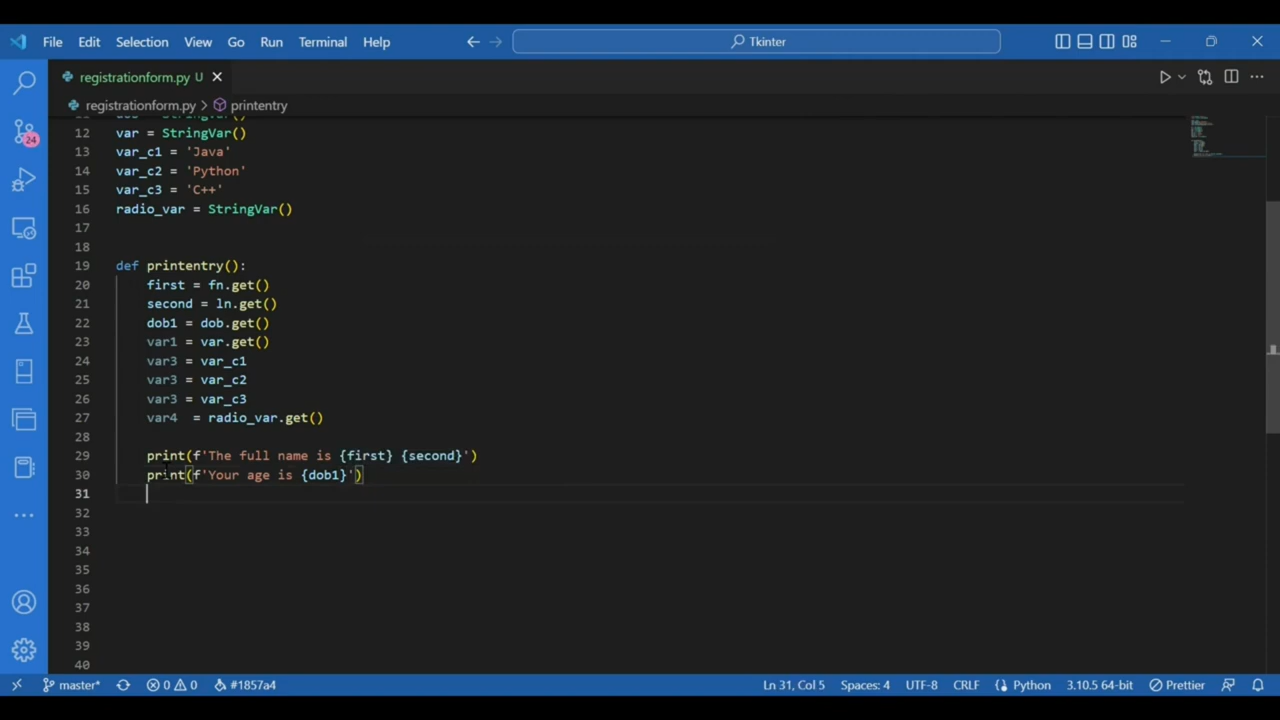 File Edit Selection View Go Run Terminal Help Tkinter
registrationform.py U
registrationform.py > printentry
12 var = StringVar()
13 var_c1 = 'Java'
14 var_c2 = 'Python'
15 var_c3 = 'C++'
16 radio_var = StringVar()
17
18
19 def printentry():
20 first = fn.get()
21 second = ln.get()
22 dob1 = dob.get()
23 var1 = var.get()
24 var3 = var_c1
25 var3 = var_c2
26 var3 = var_c3
27 var4  = radio_var.get()
28
29 print(f'The full name is {first} {second}')
30 print(f'Your age is {dob1}')
31
32
33
34
35
36
37
38
39
40
24
master* 0 0 #1857a4 Ln 31, Col 5 Spaces: 4 UTF-8 CRLF Python 3.10.5 64-bit Prettier